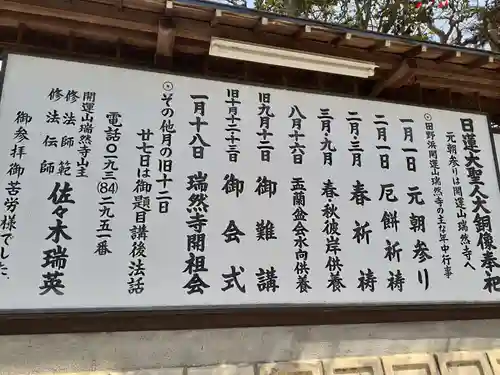 日蓮大聖人大銅像奉祀
元朝参りは開運山瑞然寺へ
◎田野浜開運山瑞然寺の主な年中行事
一月一日 元朝参り
二月一日 厄餅祈祷
二月・三月 春祈祷
三月・九月 春・秋彼岸供養
八月十六日 盂蘭盆会水向供養
旧九月十二日 御難講
旧十月十二・十三日 御会式
一月十八日 瑞然寺開祖会
◎その他月の旧十二日
廿七日は御題目講後法話
電話〇一九三(84)二九五一番
開運山瑞然寺山主
修法師範
修法伝師
佐々木瑞英
御参拝御苦労様でした